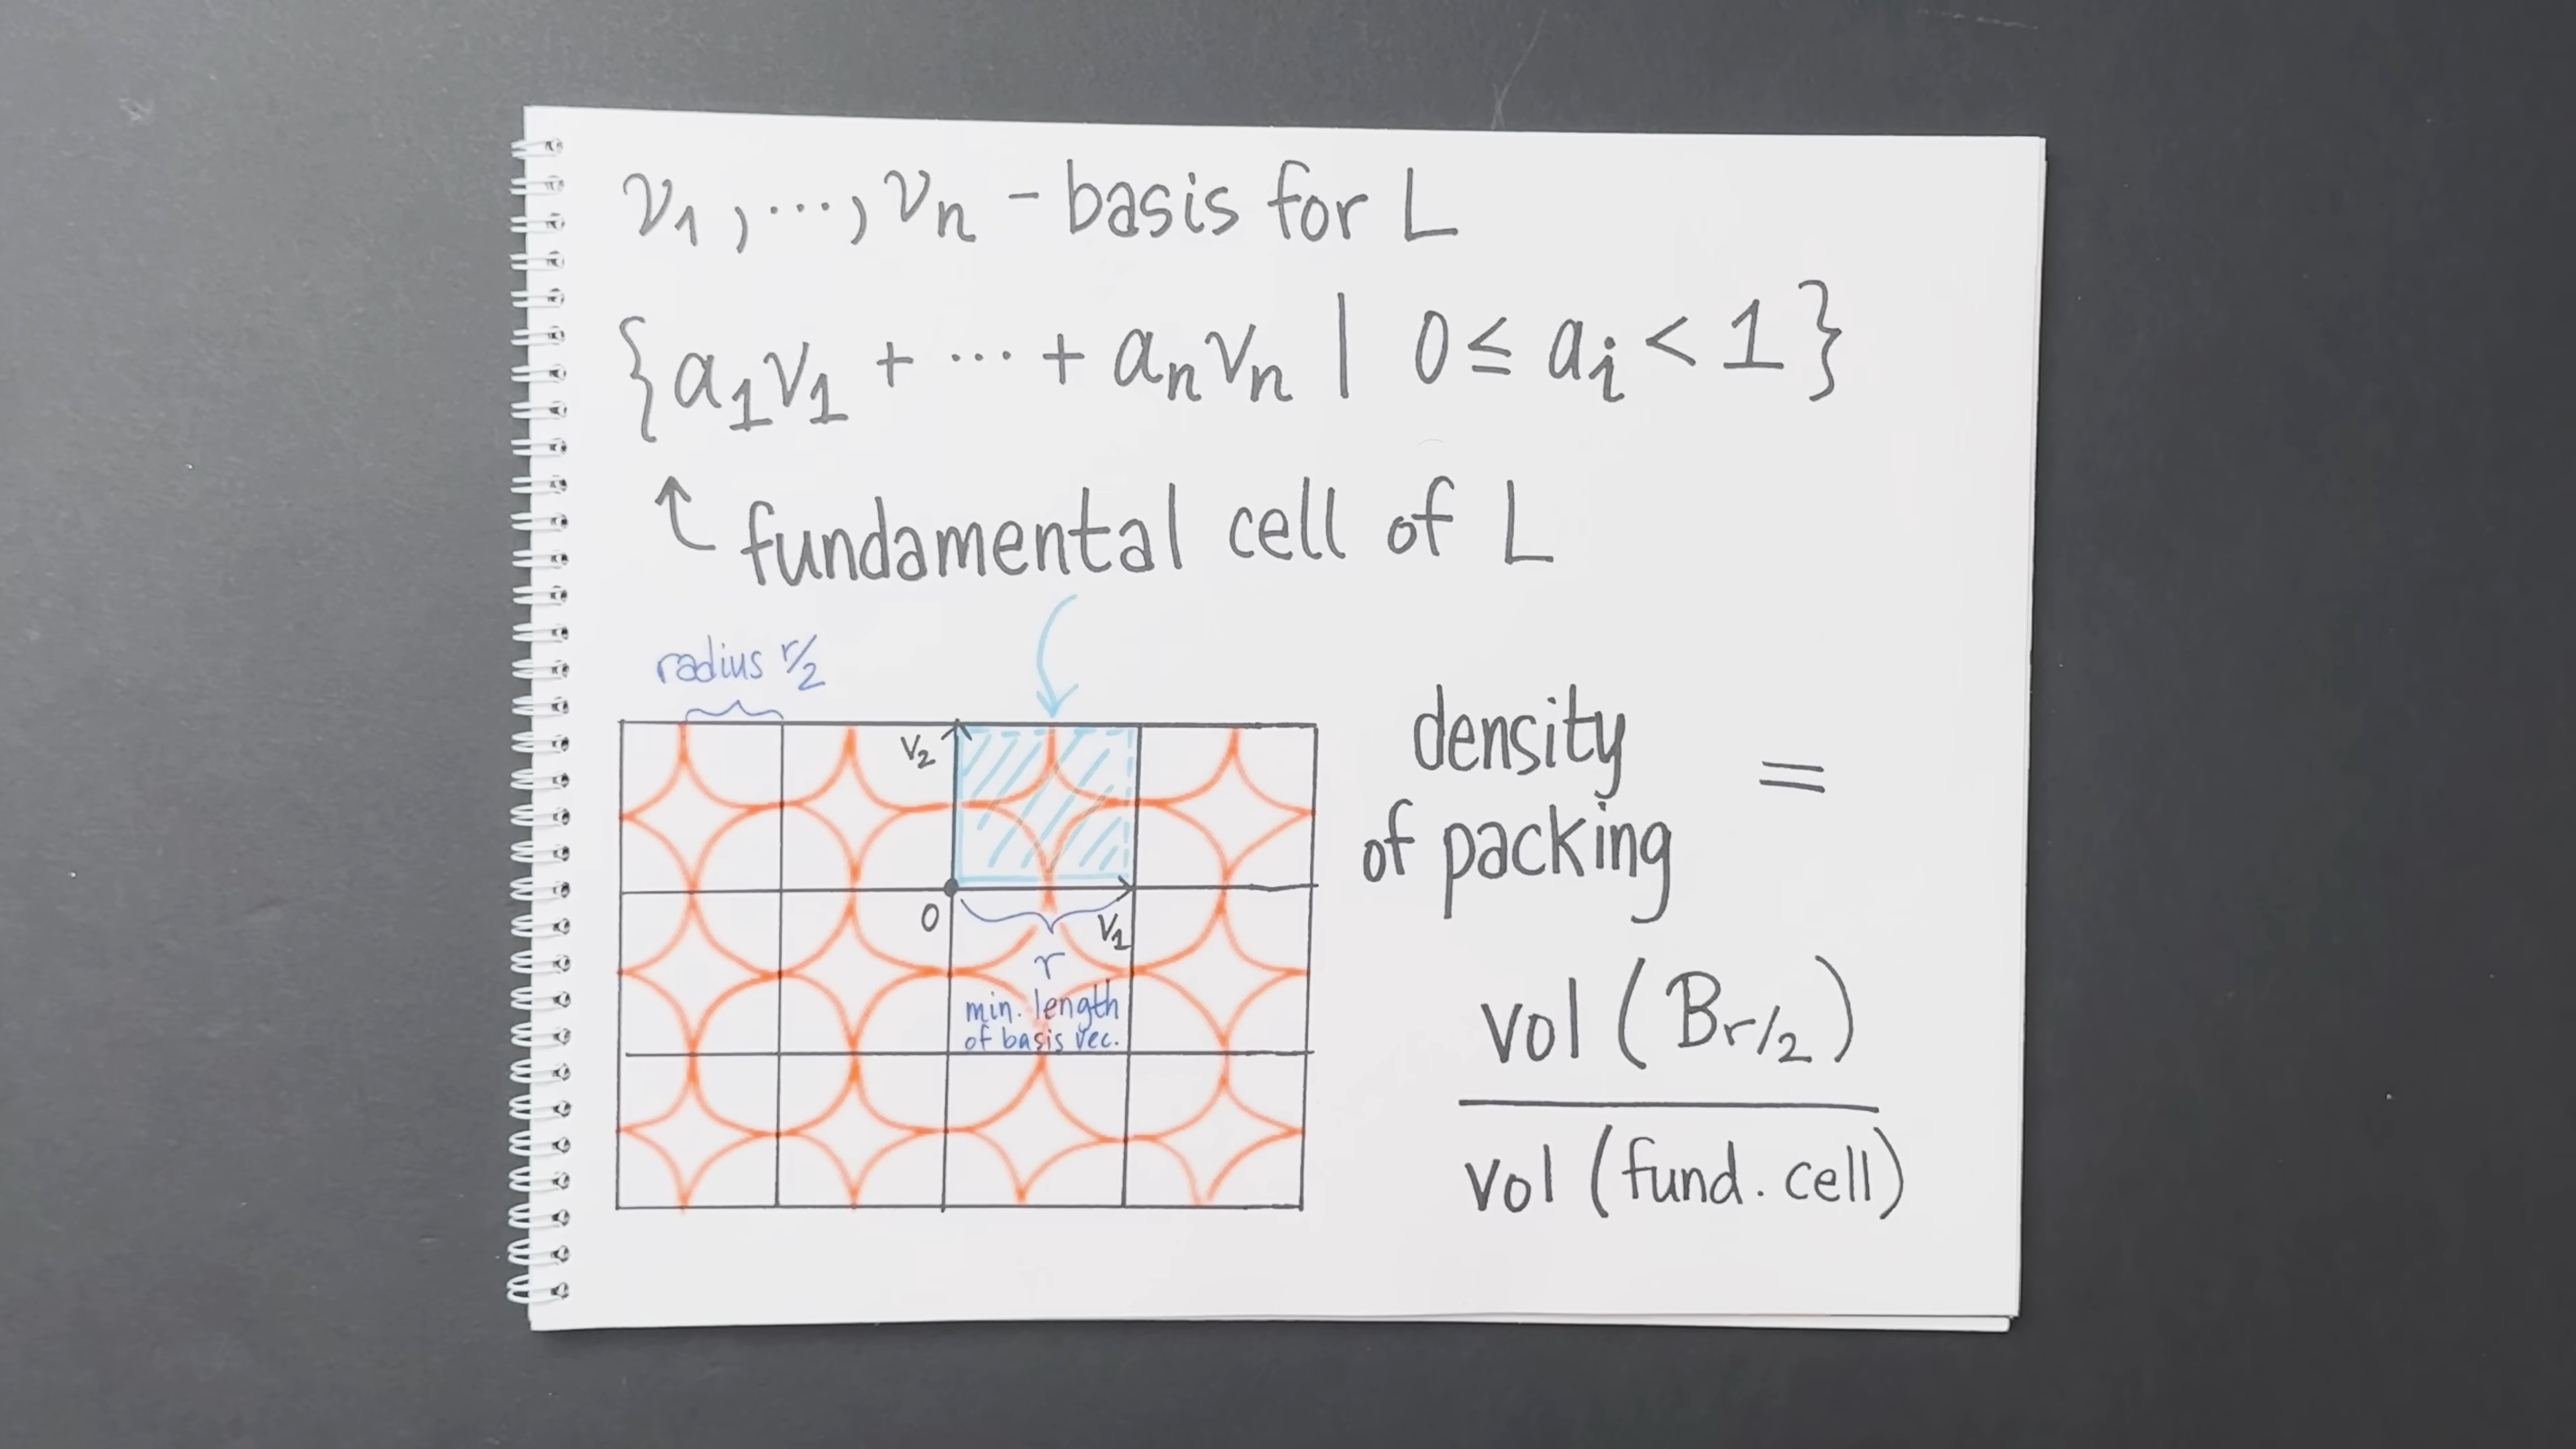 v₁, ..., vₙ - basis for L
{a₁v₁ + ... + aₙvₙ | 0 ≤ aᵢ < 1}
↑ fundamental cell of L
radius r/2
v₂
0
v₁
r
min. length
of basis vec.
density
of packing =
vol (B_{r/2})
vol (fund. cell)